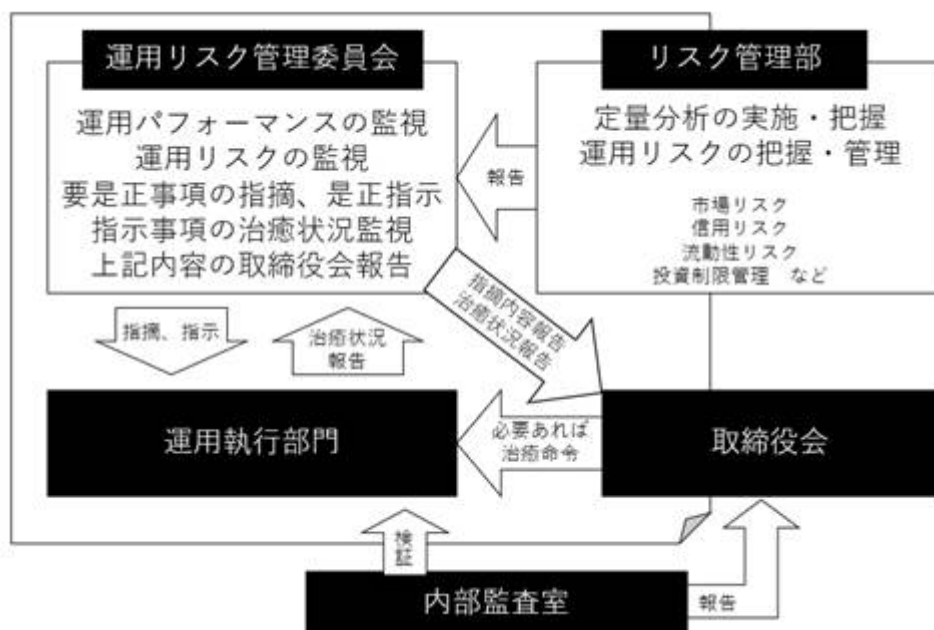 運用リスク管理委員会
運用パフォーマンスの監視
運用リスクの監視
要是正事項の指摘、是正指示
指示事項の治癒状況監視
上記内容の取締役会報告
リスク管理部
定量分析の実施・把握
運用リスクの把握・管理
市場リスク
信用リスク
流動性リスク
投資制限管理 など
報告
指摘内容報告
治癒状況報告
指摘、指示
治癒状況
報告
運用執行部門
必要あれば
治癒命令
取締役会
検証
内部監査室
報告